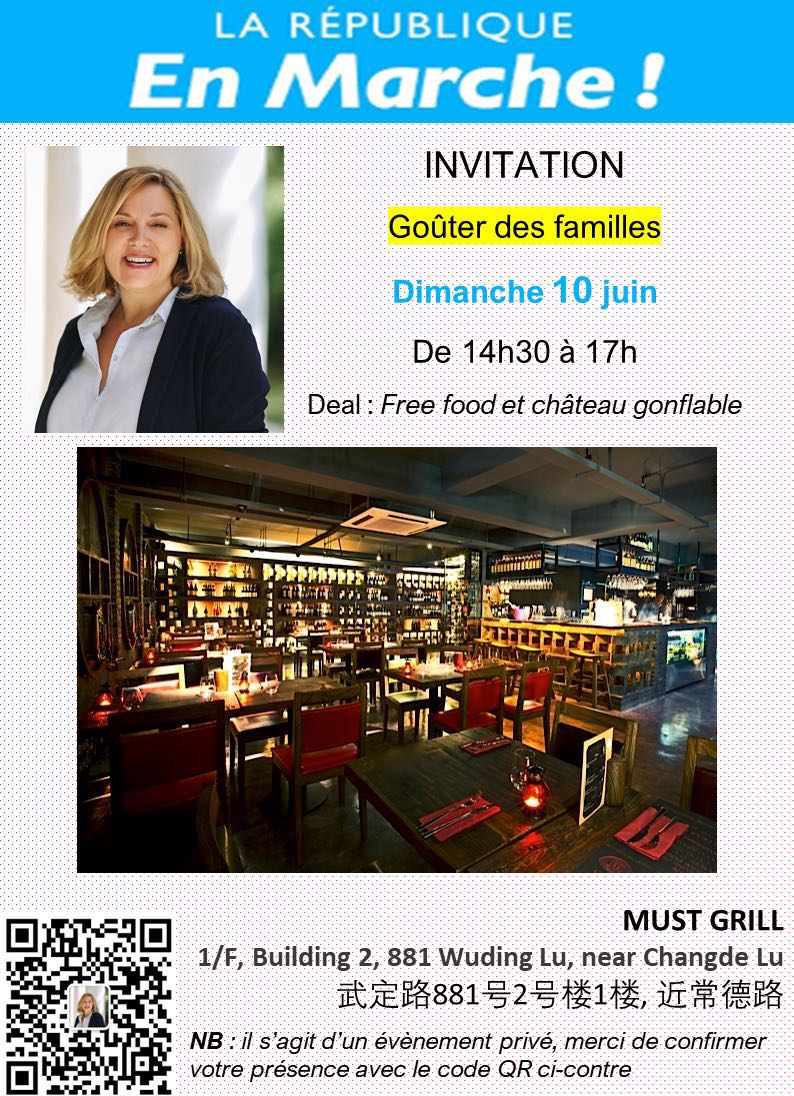 LA RÉPUBLIQUE
En Marche !
INVITATION
Goûter des familles
Dimanche 10 juin
De 14h30 à 17h
Deal : Free food et château gonflable
MUST GRILL
1/F, Building 2, 881 Wuding Lu, near Changde Lu
武定路881号2号楼1楼, 近常德路
NB : il s’agit d’un évènement privé, merci de confirmer
votre présence avec le code QR ci-contre